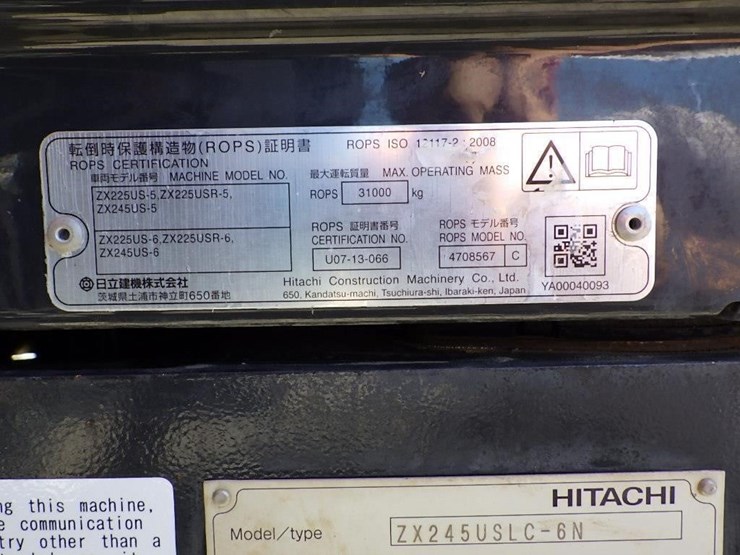 転倒時保護構造物(ROPS)証明書 ROPS ISO 12117-2 : 2008
ROPS CERTIFICATION
車両モデル番号 MACHINE MODEL NO.
ZX225US-5,ZX225USR-5,
ZX245US-5
ZX225US-6,ZX225USR-6,
ZX245US-6
最大運転質量 MAX. OPERATING MASS
ROPS 31000 kg
ROPS 証明書番号
CERTIFICATION NO.
U07-13-066
ROPS モデル番号
ROPS MODEL NO.
4708567 C
YA00040093
日立建機株式会社
茨城県土浦市神立町650番地
Hitachi Construction Machinery Co., Ltd.
650, Kandatsu-machi, Tsuchiura-shi, Ibaraki-ken, Japan
ng this machine,
e communication
try other than a
HITACHI
Model/type ZX245USLC-6N